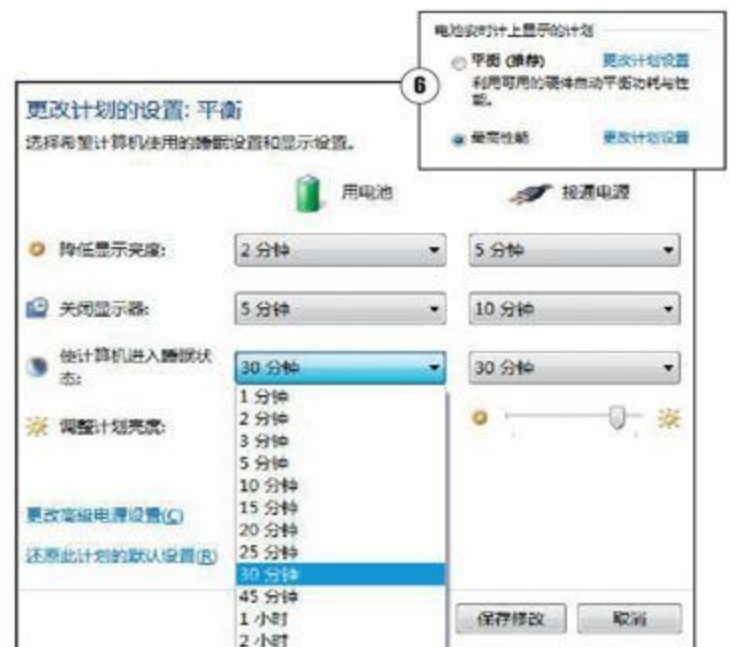 电池安时计上显示的计划
平衡 (推荐) 更改计划设置
利用可用的硬件自动平衡功耗与性
能。
最高性能 更改计划设置
6
更改计划的设置: 平衡
选择希望计算机使用的睡眠设置和显示设置。
用电池 接通电源
降低显示亮度: 2 分钟 5 分钟
关闭显示器: 5 分钟 10 分钟
使计算机进入睡眠状
态: 30 分钟 30 分钟
1 分钟
2 分钟
3 分钟
5 分钟
10 分钟
15 分钟
20 分钟
25 分钟
30 分钟
45 分钟
1 小时
2 小时
调整计划亮度:
更改高级电源设置(C)
还原此计划的默认设置(R)
保存修改 取消